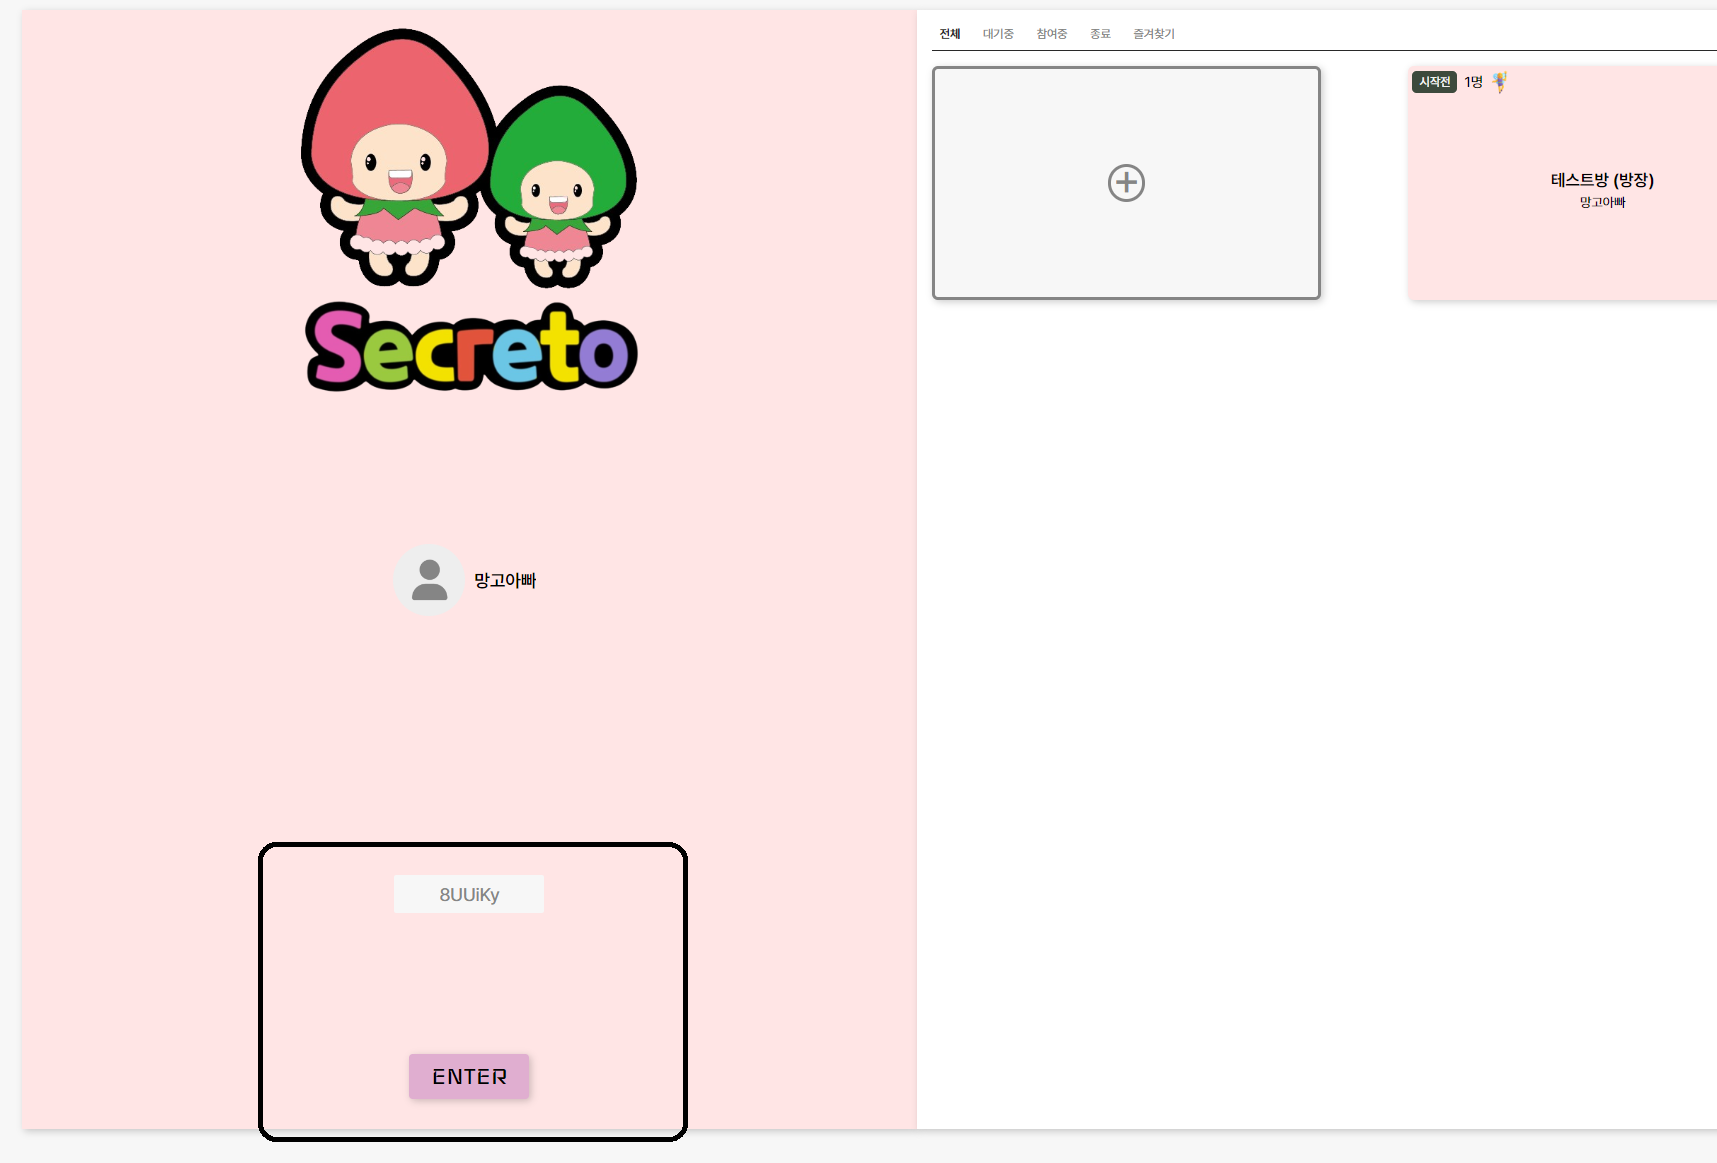 Secreto
망고아빠
8UUiKy
ENTER
전체 대기중 참여중 종료 즐겨찾기
시작전 1명
테스트방 (방장)
망고아빠